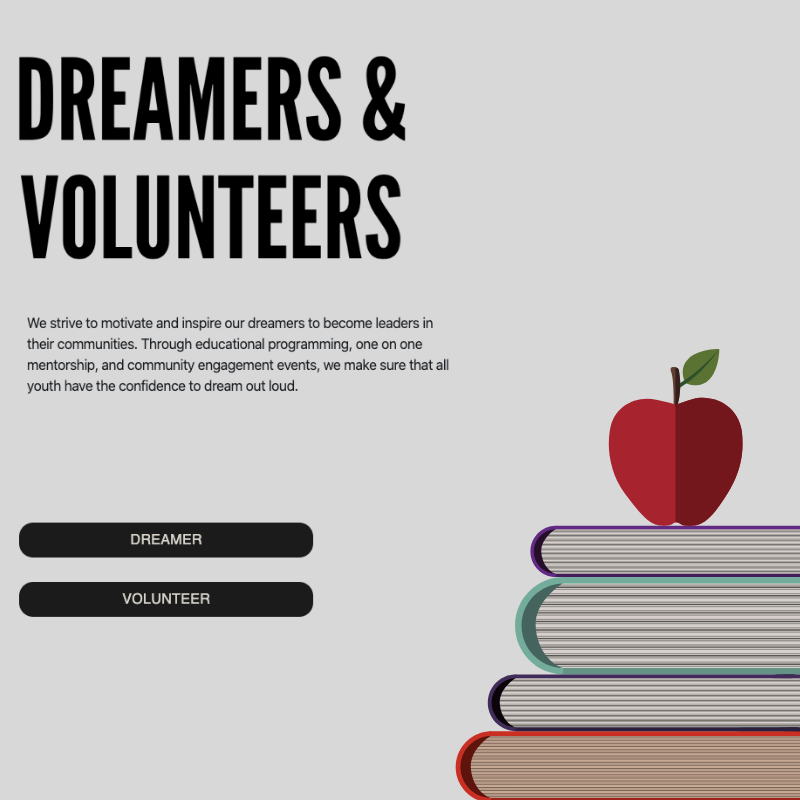 DREAMERS &
VOLUNTEERS
We strive to motivate and inspire our dreamers to become leaders in
their communities. Through educational programming, one on one
mentorship, and community engagement events, we make sure that all
youth have the confidence to dream out loud.
DREAMER
VOLUNTEER